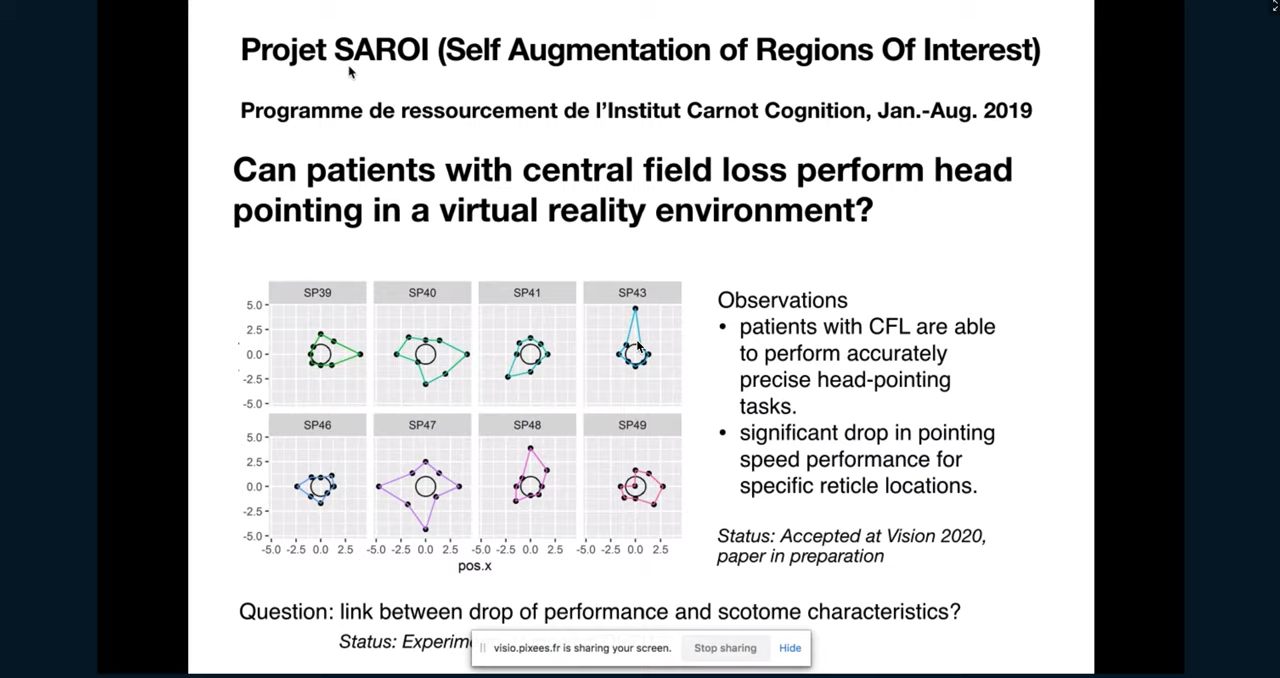 Projet SAROI (Self Augmentation of Regions Of Interest)
Programme de ressourcement de l'Institut Carnot Cognition, Jan.-Aug. 2019
Can patients with central field loss perform head
pointing in a virtual reality environment?
SP39 SP40 SP41 SP43
5.0
2.5
0.0
-2.5
-5.0
SP46 SP47 SP48 SP49
5.0
2.5
0.0
-2.5
-5.0
-5.0 -2.5 0.0 2.5 -5.0 -2.5 0.0 2.5 -5.0 -2.5 0.0 2.5 -5.0 -2.5 0.0 2.5
pos.x
Observations
• patients with CFL are able
to perform accurately
precise head-pointing
tasks.
• significant drop in pointing
speed performance for
specific reticle locations.
Status: Accepted at Vision 2020,
paper in preparation
Question: link between drop of performance and scotome characteristics?
Status:
visio.pixees.fr is sharing your screen. Stop sharing Hide